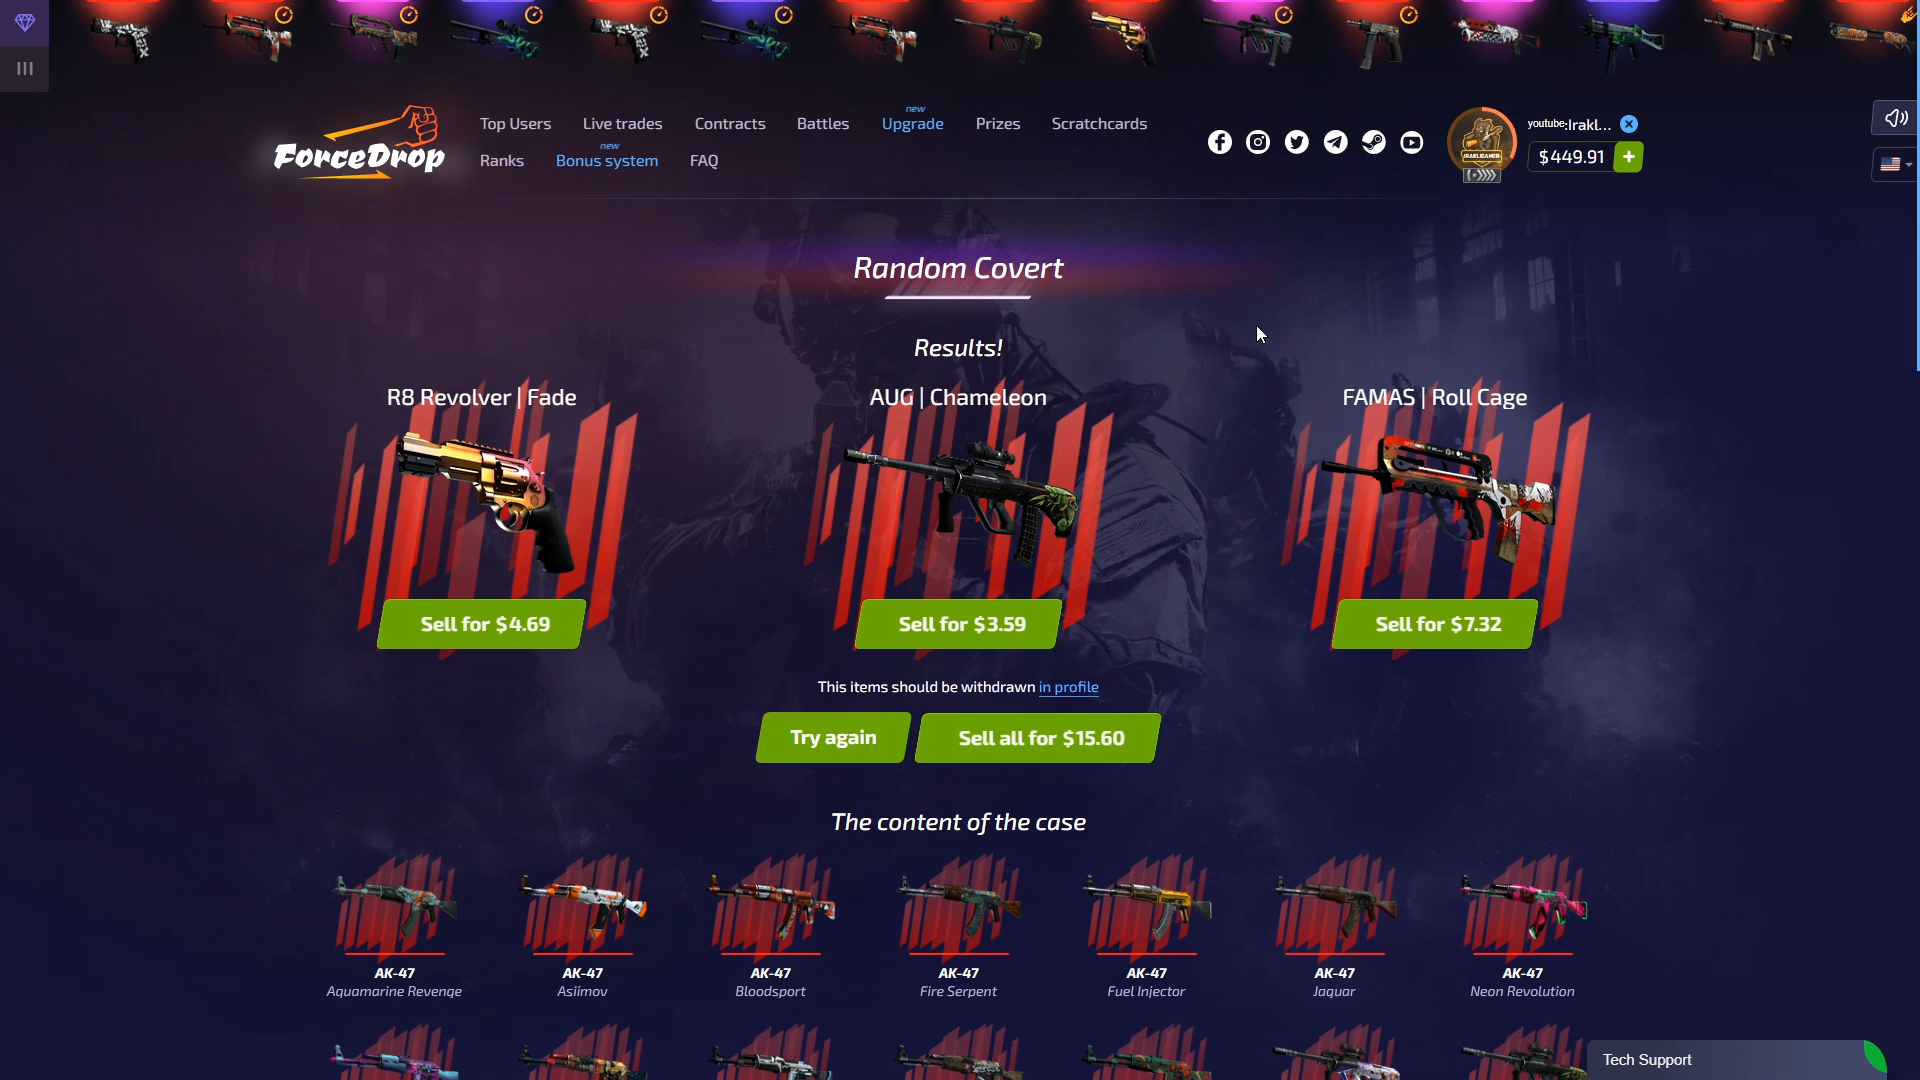 ForceDrop
Top Users
Live trades
Contracts
Battles
new
Upgrade
Prizes
Scratchcards
Ranks
new
Bonus system
FAQ
IRAKLIGAMER
youtube:Irakl...
$449.91
+
Random Covert
Results!
R8 Revolver | Fade
AUG | Chameleon
FAMAS | Roll Cage
Sell for $4.69
Sell for $3.59
Sell for $7.32
This items should be withdrawn in profile
Try again
Sell all for $15.60
The content of the case
AK-47
Aquamarine Revenge
AK-47
Asiimov
AK-47
Bloodsport
AK-47
Fire Serpent
AK-47
Fuel Injector
AK-47
Jaguar
AK-47
Neon Revolution
Tech Support